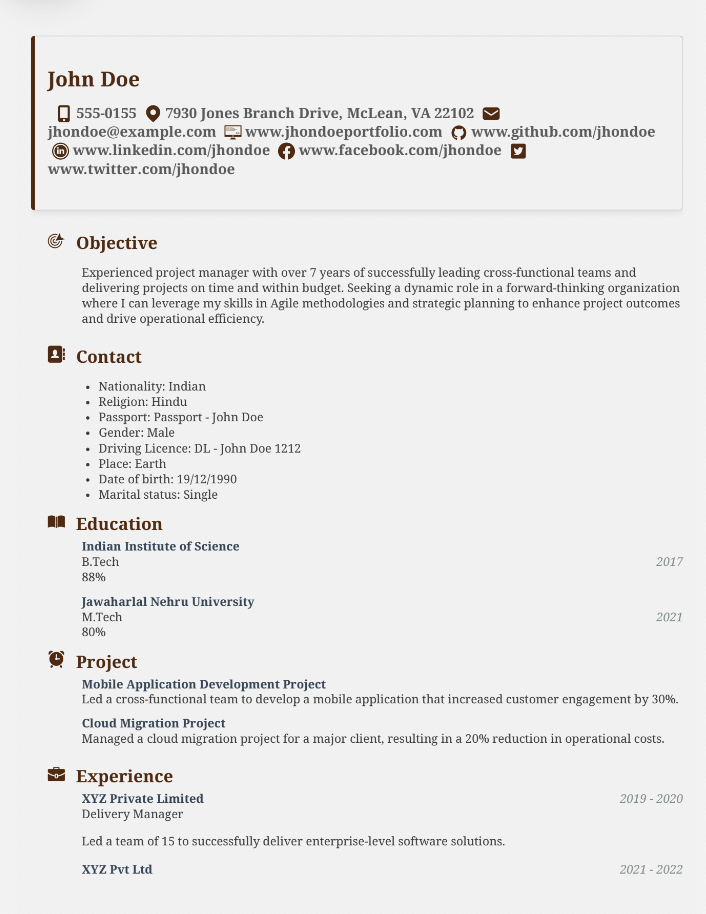 John Doe
555-0155 7930 Jones Branch Drive, McLean, VA 22102
jhondoe@example.com www.jhondoeportfolio.com www.github.com/jhondoe
www.linkedin.com/jhondoe www.facebook.com/jhondoe
www.twitter.com/jhondoe
Objective
Experienced project manager with over 7 years of successfully leading cross-functional teams and
delivering projects on time and within budget. Seeking a dynamic role in a forward-thinking organization
where I can leverage my skills in Agile methodologies and strategic planning to enhance project outcomes
and drive operational efficiency.
Contact
• Nationality: Indian
• Religion: Hindu
• Passport: Passport - John Doe
• Gender: Male
• Driving Licence: DL - John Doe 1212
• Place: Earth
• Date of birth: 19/12/1990
• Marital status: Single
Education
Indian Institute of Science
B.Tech 2017
88%
Jawaharlal Nehru University
M.Tech 2021
80%
Project
Mobile Application Development Project
Led a cross-functional team to develop a mobile application that increased customer engagement by 30%.
Cloud Migration Project
Managed a cloud migration project for a major client, resulting in a 20% reduction in operational costs.
Experience
XYZ Private Limited 2019 - 2020
Delivery Manager
Led a team of 15 to successfully deliver enterprise-level software solutions.
XYZ Pvt Ltd 2021 - 2022